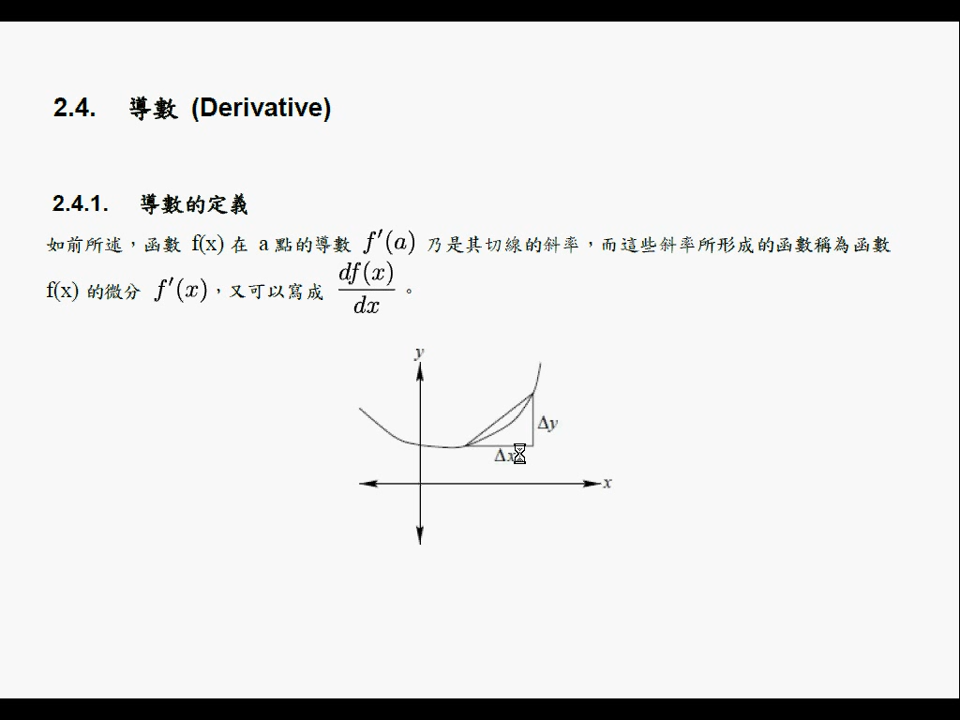 2.4. 導數 (Derivative)
2.4.1. 導數的定義
如前所述，函數 f(x) 在 a 點的導數 f′(a) 乃是其切線的斜率，而這些斜率所形成的函數稱為函數
f(x) 的微分 f′(x)，又可以寫成 df(x)/dx 。
y
Δy
Δx
x